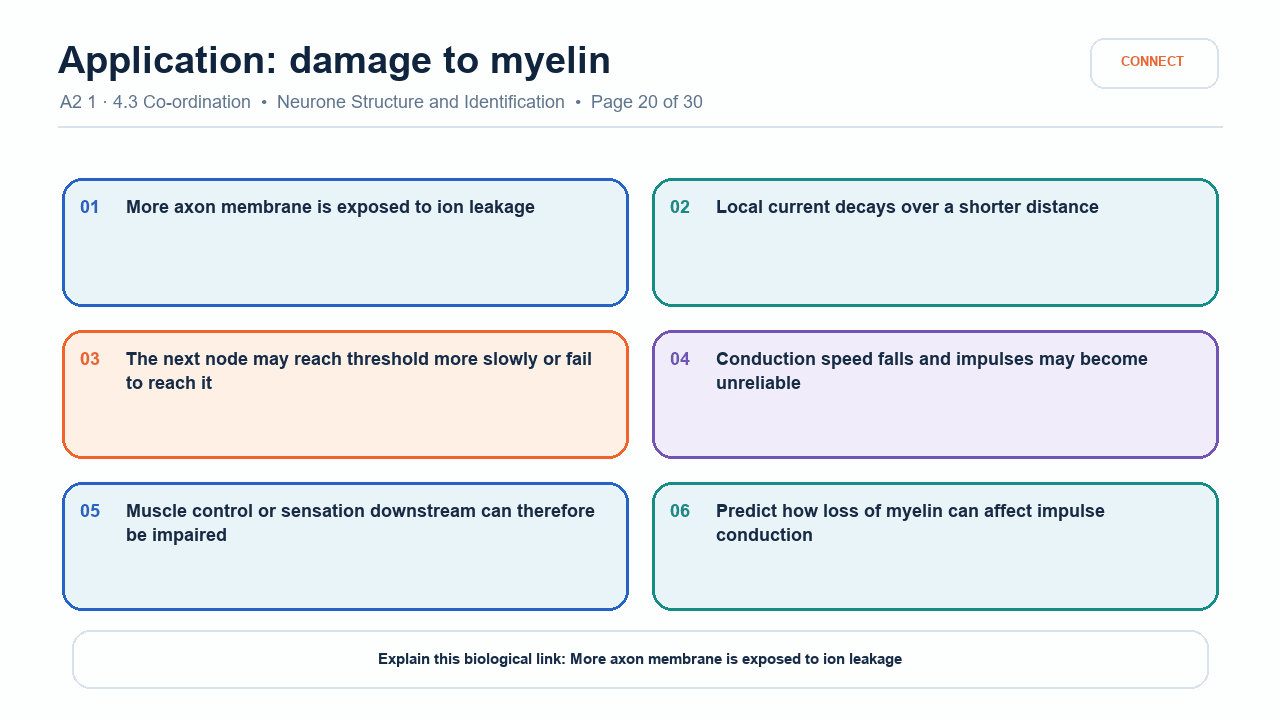 Application: damage to myelin
CONNECT
A2 1 · 4.3 Co-ordination • Neurone Structure and Identification • Page 20 of 30
01 More axon membrane is exposed to ion leakage
02 Local current decays over a shorter distance
03 The next node may reach threshold more slowly or fail
to reach it
04 Conduction speed falls and impulses may become
unreliable
05 Muscle control or sensation downstream can therefore
be impaired
06 Predict how loss of myelin can affect impulse
conduction
Explain this biological link: More axon membrane is exposed to ion leakage